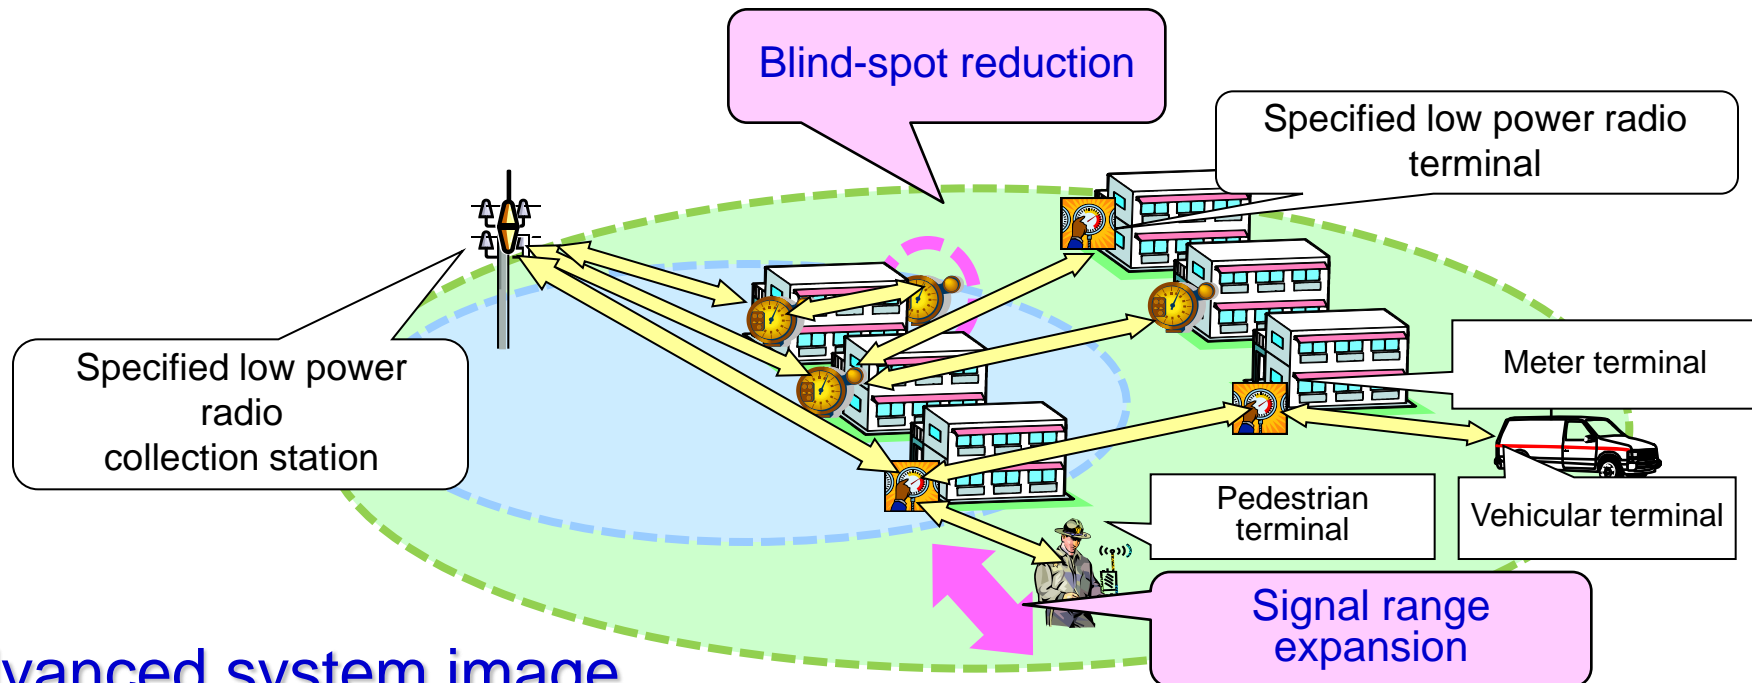 Blind-spot reduction
Specified low power radio
terminal
Specified low power
radio
collection station
Meter terminal
Pedestrian
terminal
Vehicular terminal
Signal range
expansion
dvanced system image